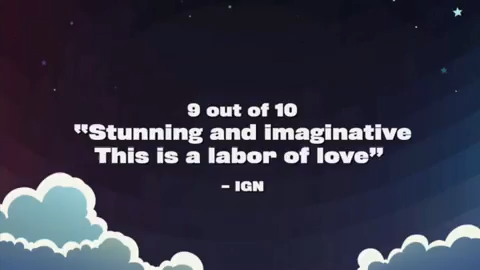 9 out of 10
"Stunning and imaginative
This is a labor of love”
– IGN